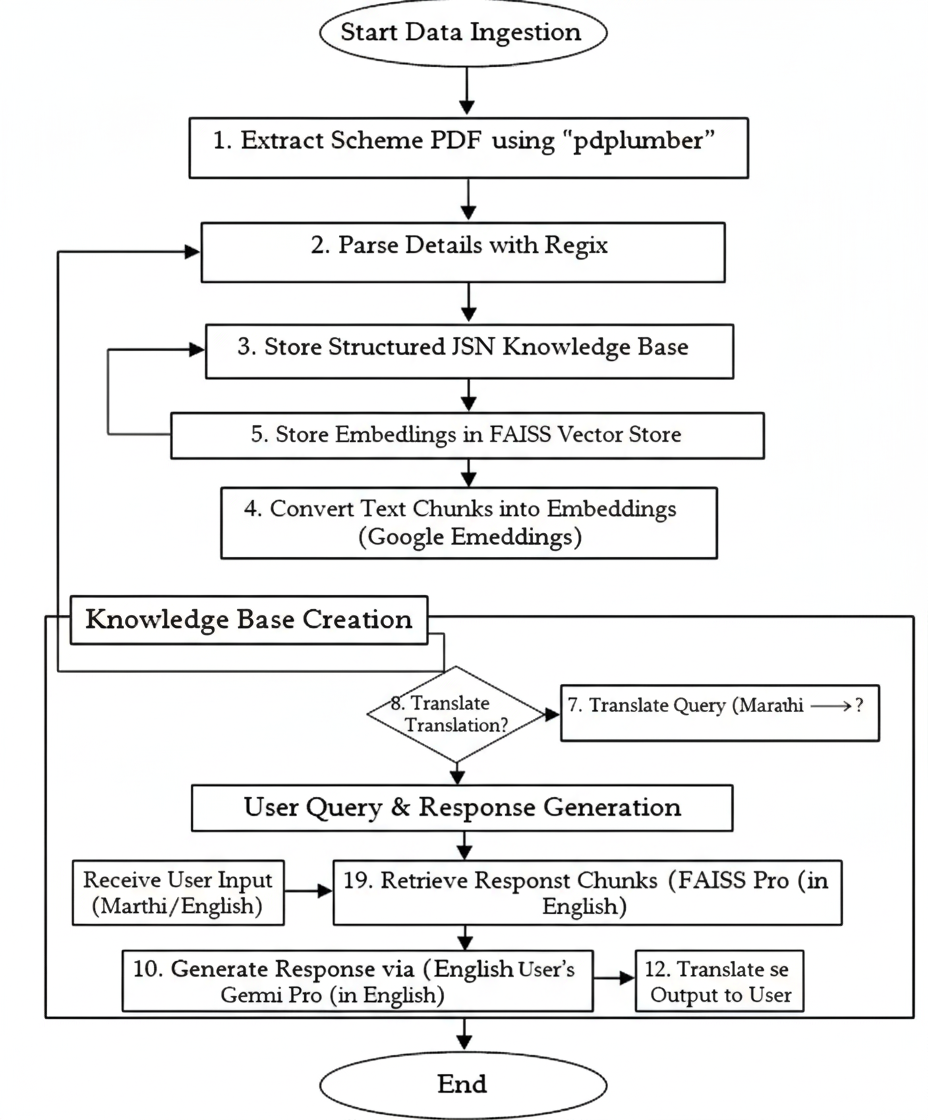 Start Data Ingestion
1. Extract Scheme PDF using “pdplumber”
2. Parse Details with Regix
3. Store Structured JSN Knowledge Base
5. Store Embedlings in FAISS Vector Store
4. Convert Text Chunks into Embeddings
(Google Emeddings)
Knowledge Base Creation
8. Translate
Translation?
7. Translate Query (Marathi ⟶ ?
User Query & Response Generation
Receive User Input
(Marthi/English)
19. Retrieve Responst Chunks (FAISS Pro (in
English)
10. Generate Response via (English User’s
Gemni Pro (in English)
12. Translate se
Output to User
End